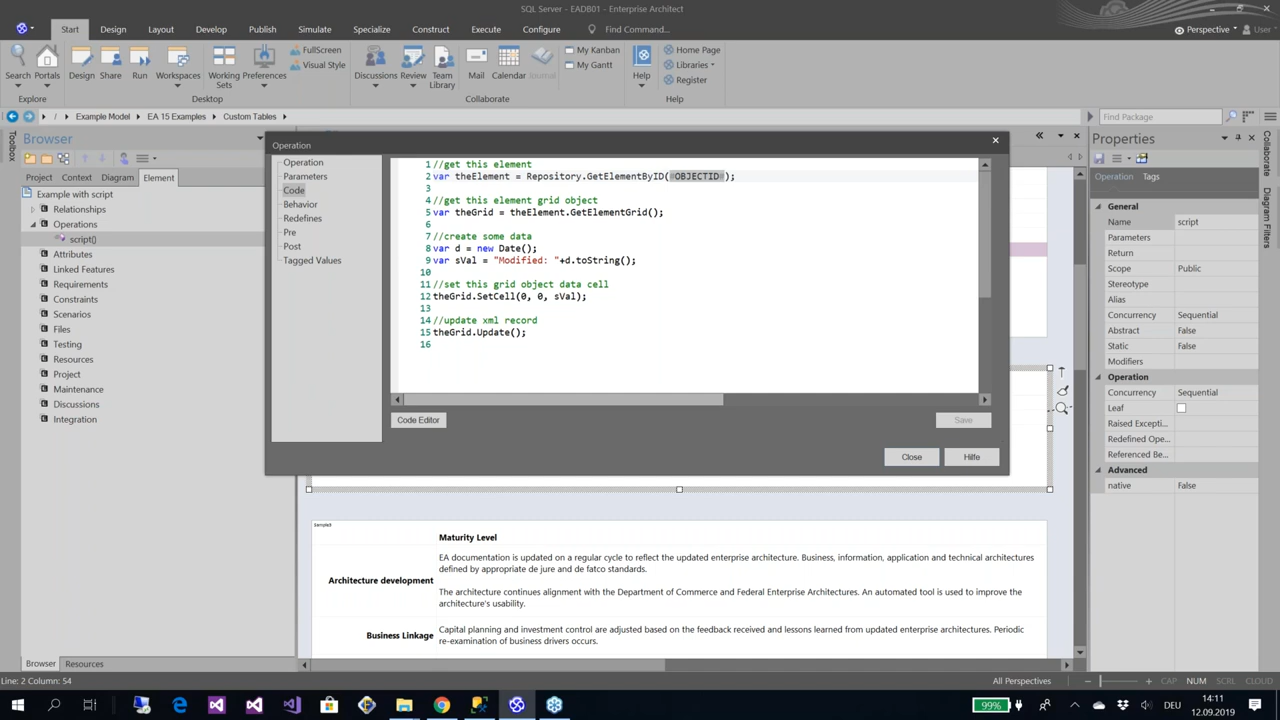 SQL Server - EADB01 - Enterprise Architect
Start Design Layout Develop Publish Simulate Specialize Construct Execute Configure Find Command...
Perspective User
Search Portals Design Share Run Workspaces Working Sets Preferences FullScreen Visual Style Discussions Review Team Library Mail Calendar Journal My Kanban My Gantt Help Home Page Libraries Register
Explore Desktop Collaborate Help
/ Example Model EA 15 Examples Custom Tables
Find Package
Toolbox
Browser
Project Context Diagram Element
Example with script
Relationships
Operations
script()
Attributes
Linked Features
Requirements
Constraints
Scenarios
Files
Testing
Resources
Project
Maintenance
Discussions
Integration
Browser Resources
Operation
Operation
Parameters
Code
Behavior
Redefines
Pre
Post
Tagged Values
1 //get this element
2 var theElement = Repository.GetElementByID(#OBJECTID#);
3
4 //get this element grid object
5 var theGrid = theElement.GetElementGrid();
6
7 //create some data
8 var d = new Date();
9 var sVal = "Modified: "+d.toString();
10
11 //set this grid object data cell
12 theGrid.SetCell(0, 0, sVal);
13
14 //update xml record
15 theGrid.Update();
16
Code Editor Save
Close Hilfe
Maturity Level
Architecture development
EA documentation is updated on a regular cycle to reflect the updated enterprise architecture. Business, information, application and technical architectures
defined by appropriate de jure and de fatco standards.
The architecture continues alignment with the Department of Commerce and Federal Enterprise Architectures. An automated tool is used to improve the
architecture's usability.
Business Linkage
Capital planning and investment control are adjusted based on the feedback received and lessons learned from updated enterprise architectures. Periodic
re-examination of business drivers occurs.
Properties
Operation Tags
General
Name script
Parameters
Return
Scope Public
Stereotype
Alias
Concurrency Sequential
Abstract False
Static False
Modifiers
Operation
Concurrency Sequential
Leaf
Raised Excepti...
Redefined Ope...
Referenced Be...
Advanced
native False
Diagram Filters
Line: 2 Column: 54
All Perspectives CAP NUM SCRL CLOUD
99% DEU 14:11
12.09.2019